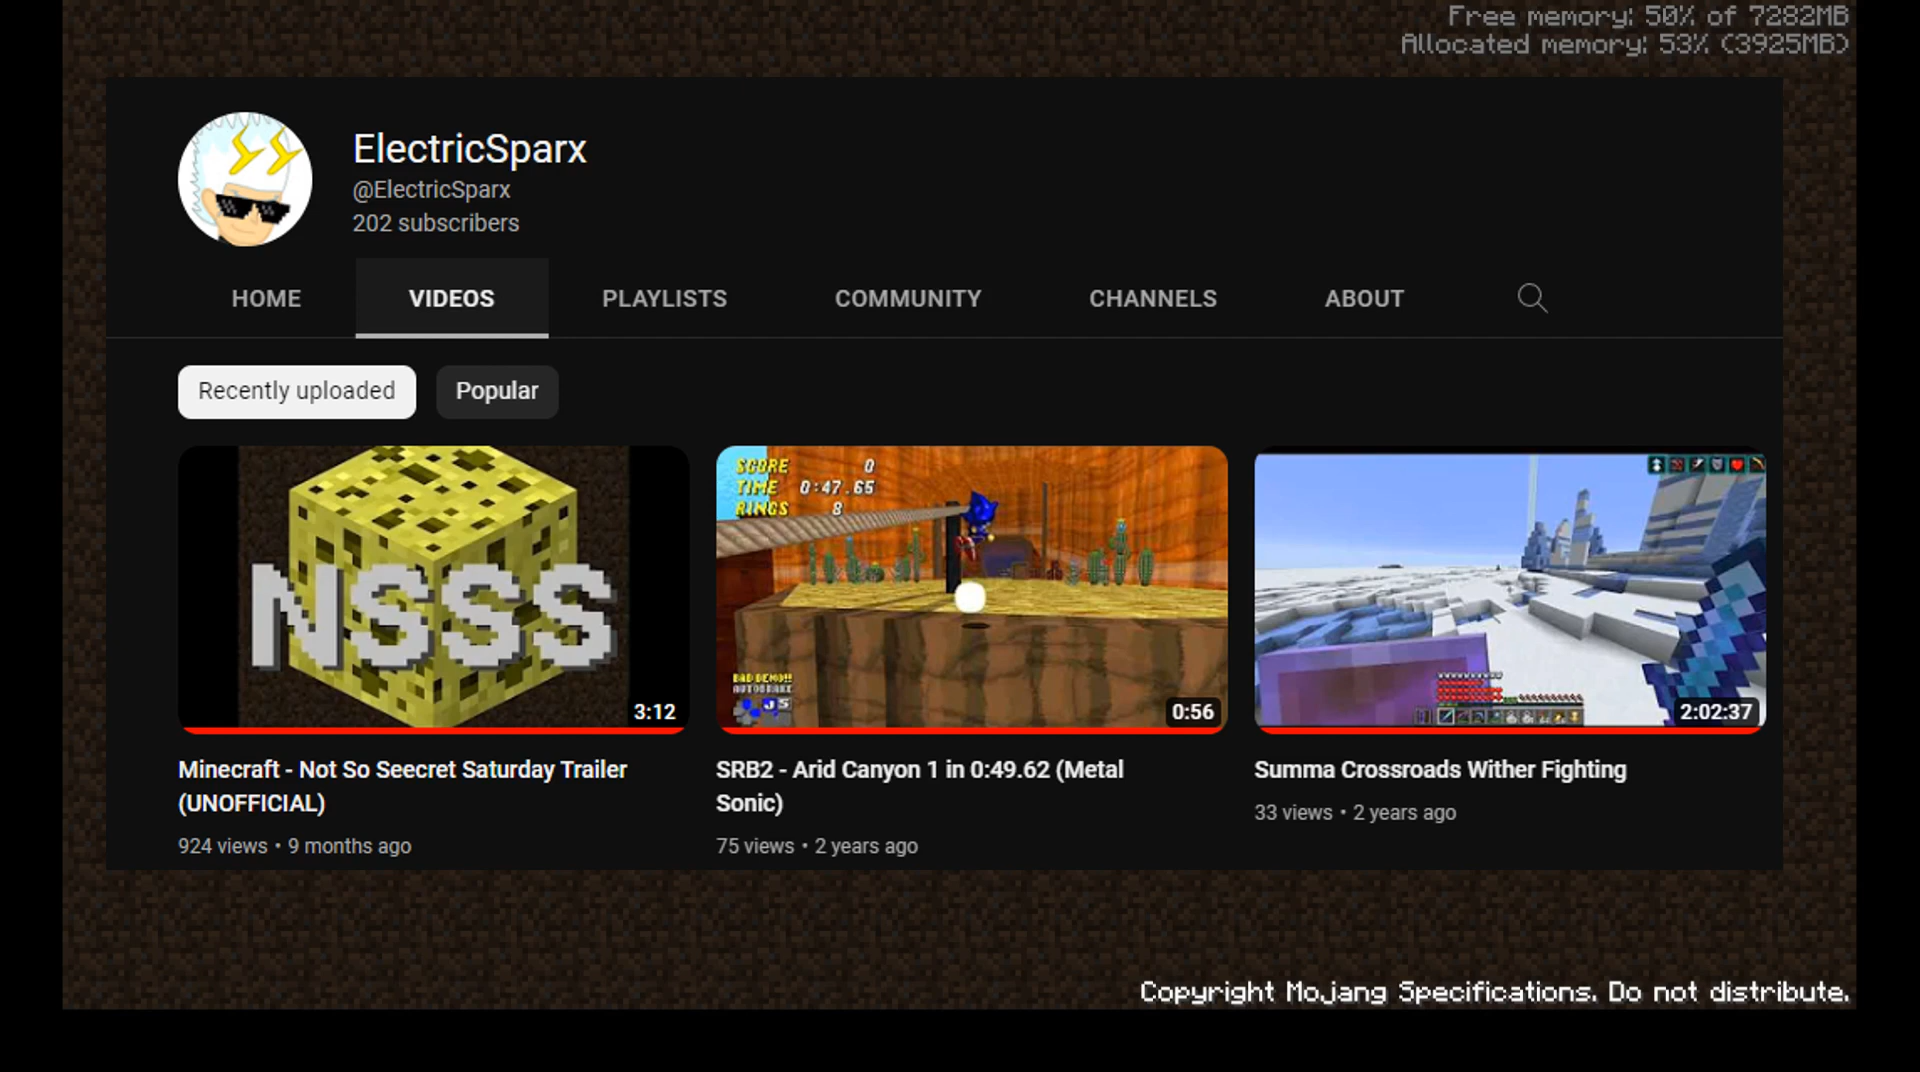 Free memory: 50% of 7282MB
Allocated memory: 53% (3925MB)
ElectricSparx
@ElectricSparx
202 subscribers
HOME VIDEOS PLAYLISTS COMMUNITY CHANNELS ABOUT
Recently uploaded Popular
NSSS
3:12
SCORE 0
TIME 0:47.65
RINGS 8
BAD DEMO!!
AUTOBRAKE
0:56
2:02:37
Minecraft - Not So Seecret Saturday Trailer
(UNOFFICIAL)
924 views • 9 months ago
SRB2 - Arid Canyon 1 in 0:49.62 (Metal
Sonic)
75 views • 2 years ago
Summa Crossroads Wither Fighting
33 views • 2 years ago
Copyright Mojang Specifications. Do not distribute.